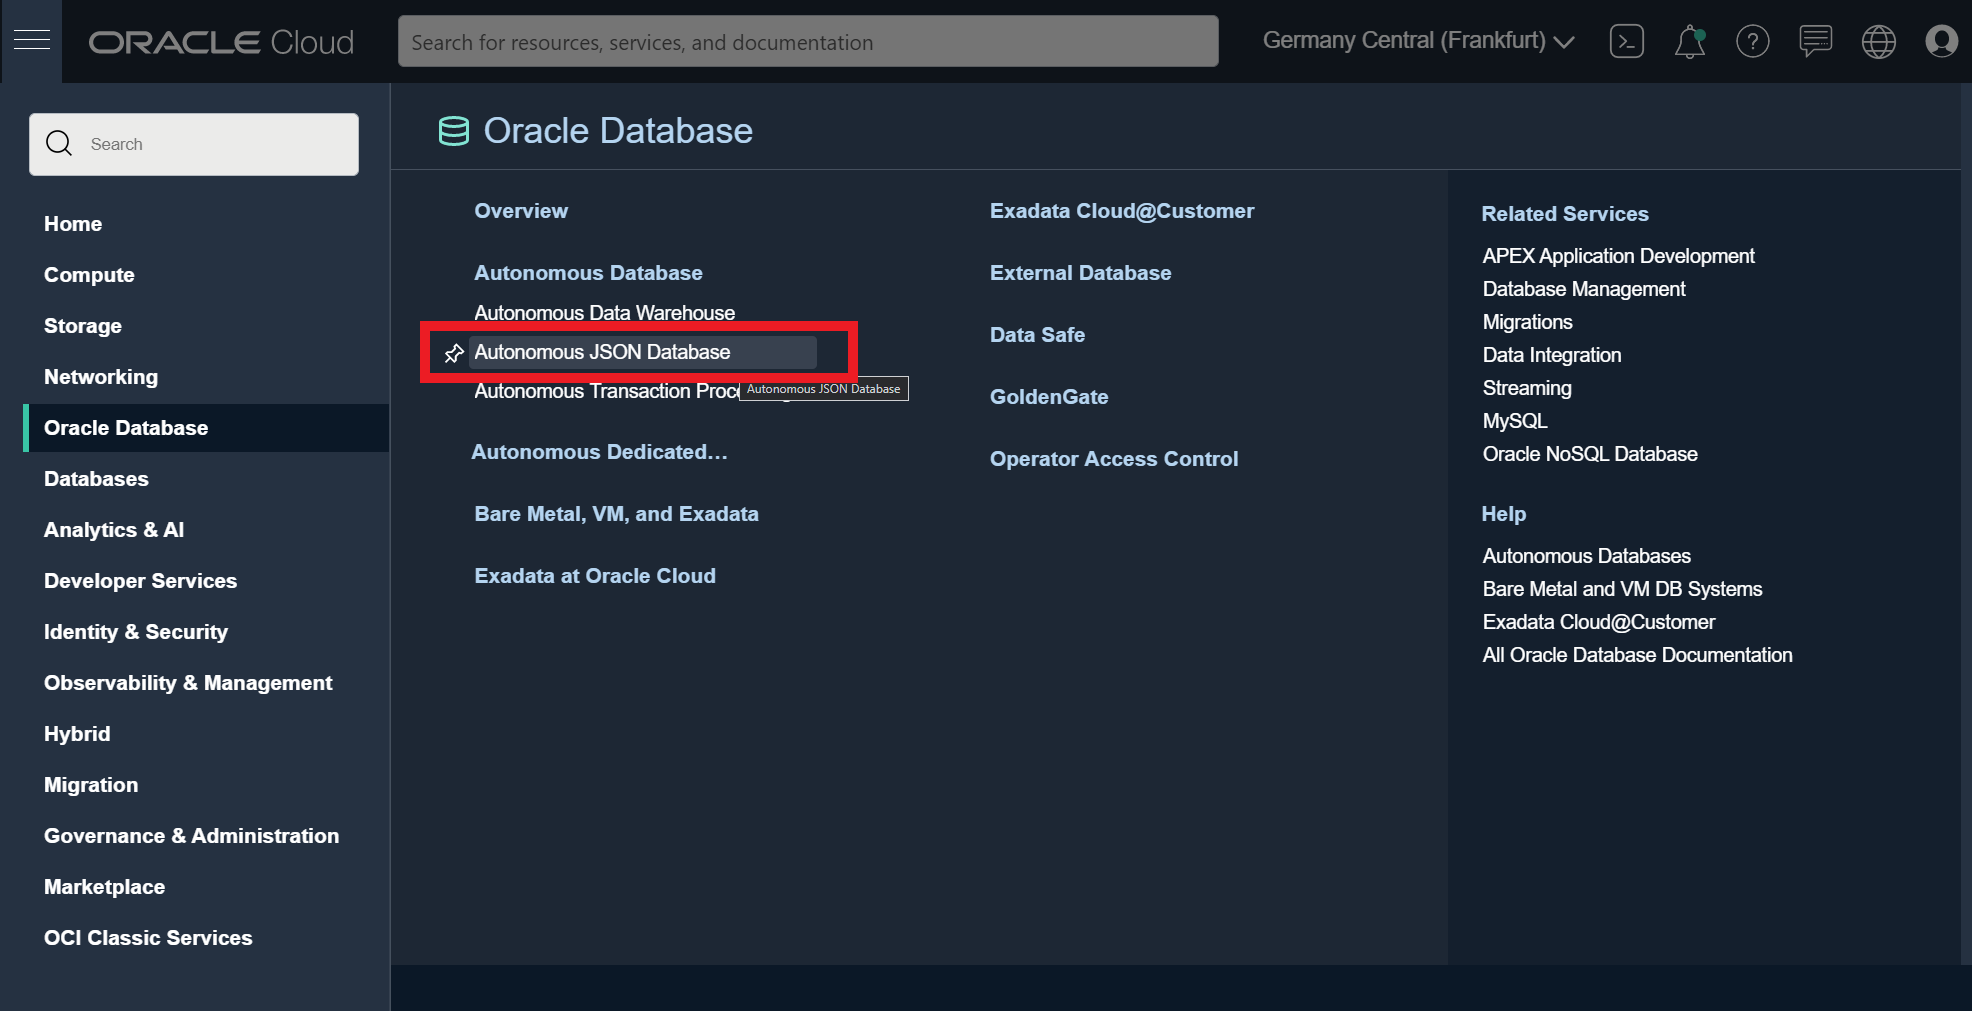 ORACLE Cloud
Search for resources, services, and documentation
Germany Central (Frankfurt)
Search
Home
Compute
Storage
Networking
Oracle Database
Databases
Analytics & AI
Developer Services
Identity & Security
Observability & Management
Hybrid
Migration
Governance & Administration
Marketplace
OCI Classic Services
Oracle Database
Overview
Autonomous Database
Autonomous Data Warehouse
Autonomous JSON Database
Autonomous Transaction
Autonomous JSON Database
Autonomous Dedicated...
Bare Metal, VM, and Exadata
Exadata at Oracle Cloud
Exadata Cloud@Customer
External Database
Data Safe
GoldenGate
Operator Access Control
Related Services
APEX Application Development
Database Management
Migrations
Data Integration
Streaming
MySQL
Oracle NoSQL Database
Help
Autonomous Databases
Bare Metal and VM DB Systems
Exadata Cloud@Customer
All Oracle Database Documentation